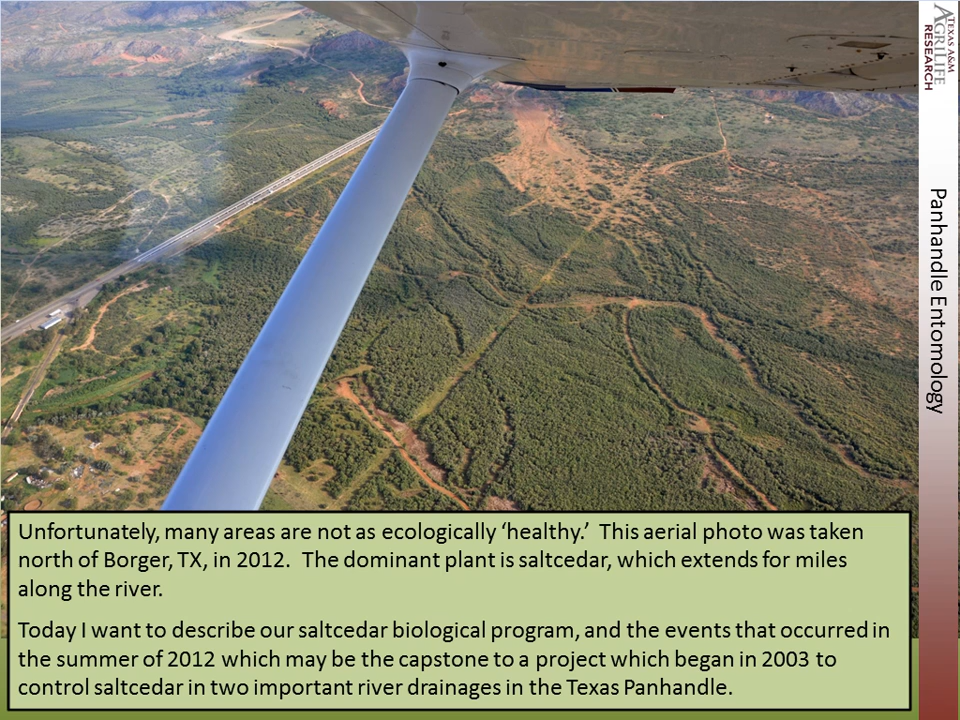 TEXAS A&M
AGRILIFE
RESEARCH
Panhandle Entomology
Unfortunately, many areas are not as ecologically ‘healthy.’ This aerial photo was taken
north of Borger, TX, in 2012. The dominant plant is saltcedar, which extends for miles
along the river.
Today I want to describe our saltcedar biological program, and the events that occurred in
the summer of 2012 which may be the capstone to a project which began in 2003 to
control saltcedar in two important river drainages in the Texas Panhandle.